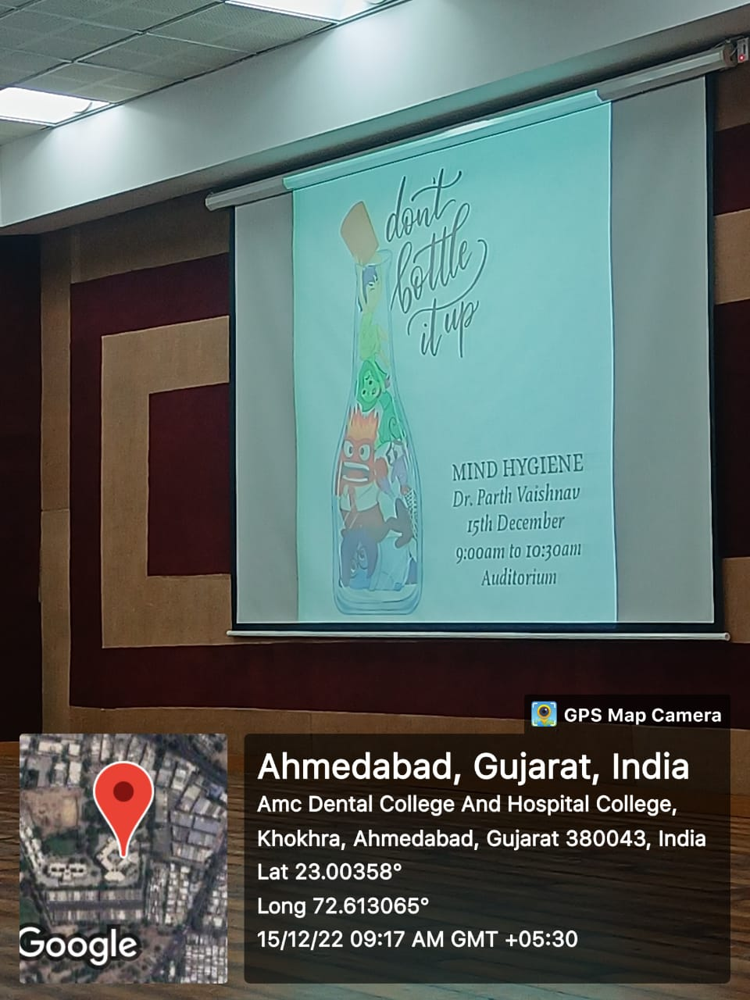 don't
bottle
it up
MIND HYGIENE
Dr. Parth Vaishnav
15th December
9:00am to 10:30am
Auditorium
GPS Map Camera
Ahmedabad, Gujarat, India
Amc Dental College And Hospital College,
Khokhra, Ahmedabad, Gujarat 380043, India
Lat 23.00358°
Long 72.613065°
15/12/22 09:17 AM GMT +05:30
Google